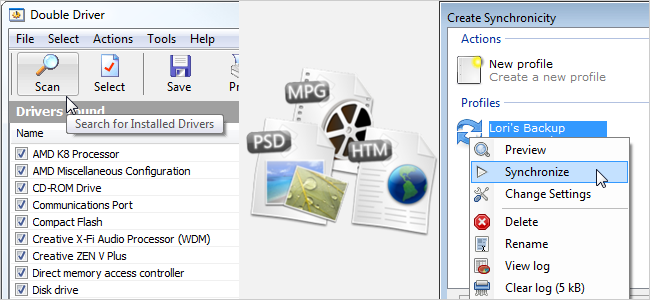 Double Driver
File Select Actions Tools Help
Scan Select Save
Drivers
Search for Installed Drivers
Name
AMD K8 Processor
AMD Miscellaneous Configuration
CD-ROM Drive
Communications Port
Compact Flash
Creative X-Fi Audio Processor (WDM)
Creative ZEN V Plus
Direct memory access controller
Disk drive
MPG
PSD
HTM
Create Synchronicity
Actions
New profile
Create a new profile
Profiles
Lori's Backup
Preview
Synchronize
Change Settings
Delete
Rename
View log
Clear log (5 kB)